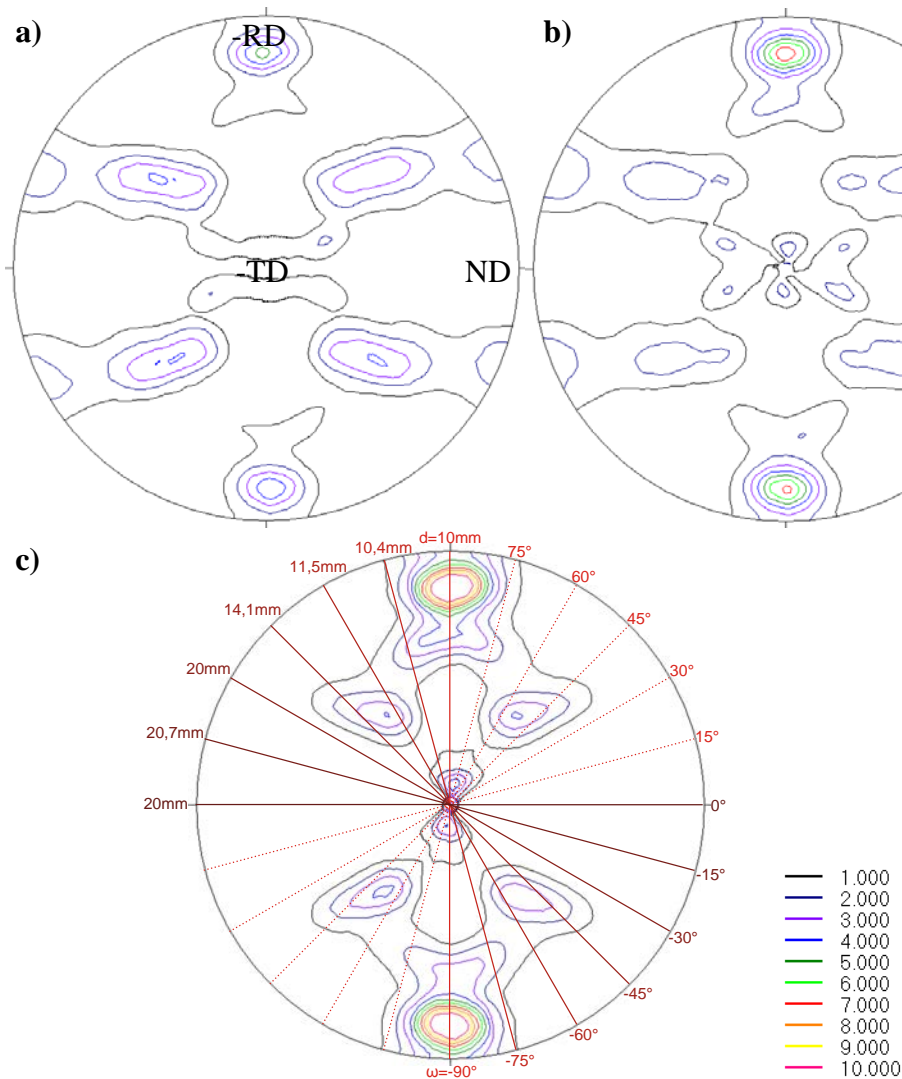 a)
-RD
b)
-TD
ND
c)
d=10mm
10,4mm
11,5mm
14,1mm
20mm
20,7mm
20mm
75°
60°
45°
30°
15°
0°
-15°
-30°
-45°
-60°
-75°
ω=-90°
1.000
2.000
3.000
4.000
5.000
6.000
7.000
8.000
9.000
10.000